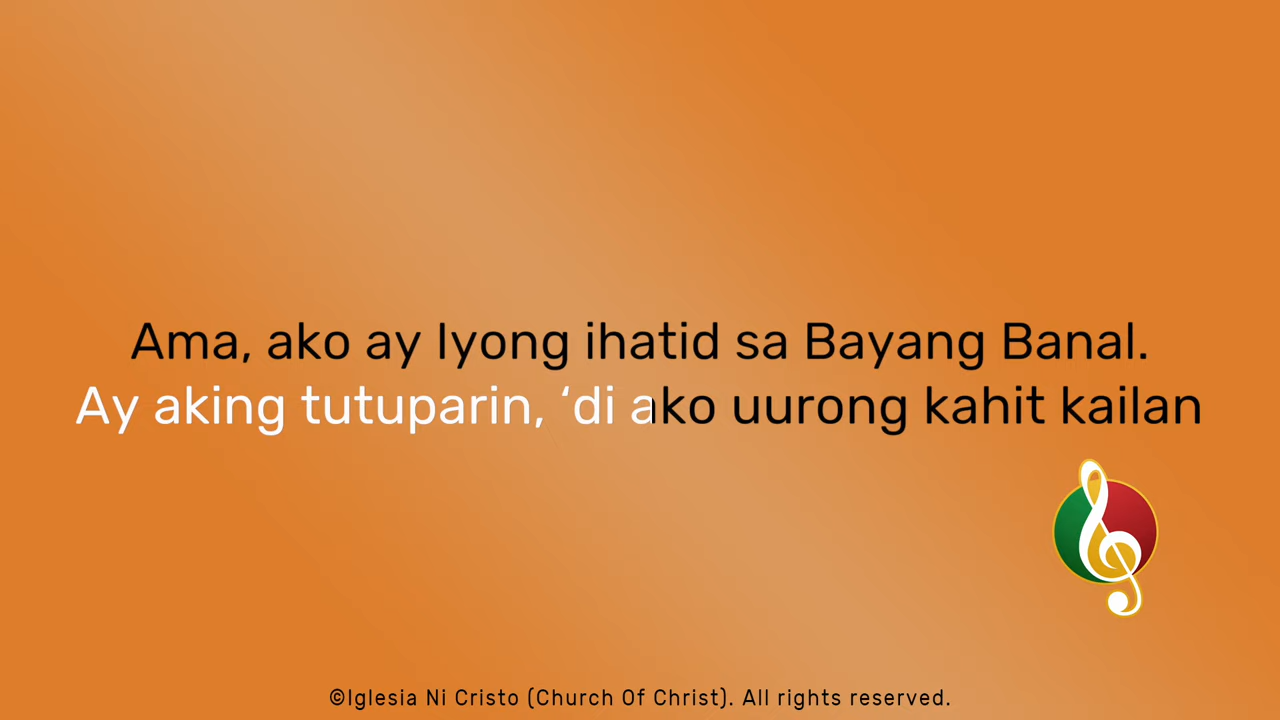 Ama, ako ay Iyong ihatid sa Bayang Banal.
Ay aking tutuparin, ‘di ako uurong kahit kailan
©Iglesia Ni Cristo (Church Of Christ). All rights reserved.